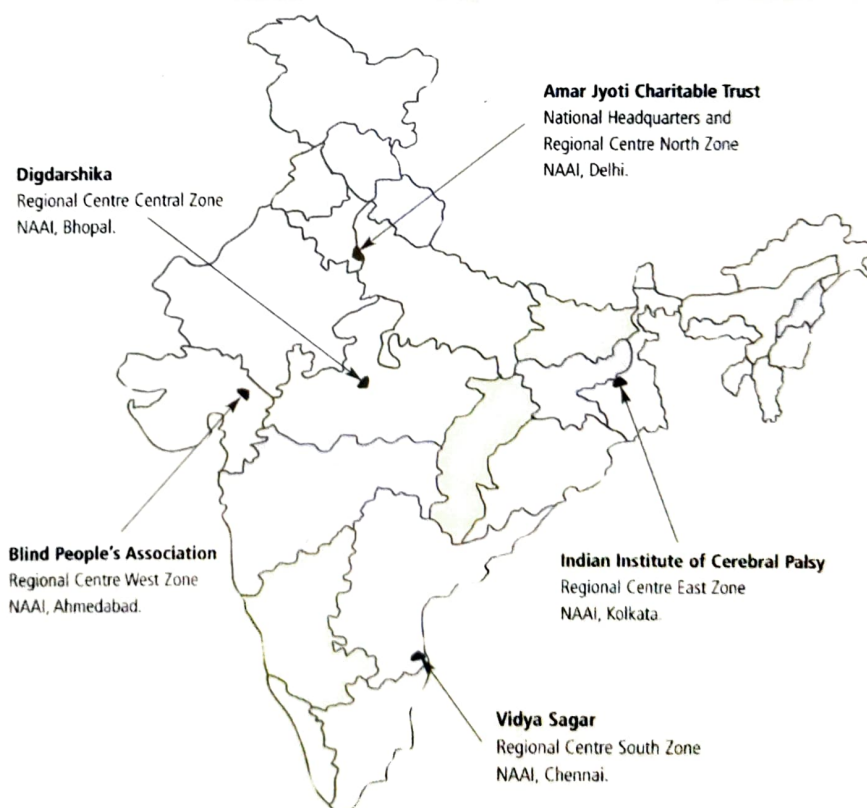 Amar Jyoti Charitable Trust
National Headquarters and
Regional Centre North Zone
NAAI, Delhi.
Digdarshika
Regional Centre Central Zone
NAAI, Bhopal.
Blind People's Association
Regional Centre West Zone
NAAI, Ahmedabad.
Indian Institute of Cerebral Palsy
Regional Centre East Zone
NAAI, Kolkata.
Vidya Sagar
Regional Centre South Zone
NAAI, Chennai.